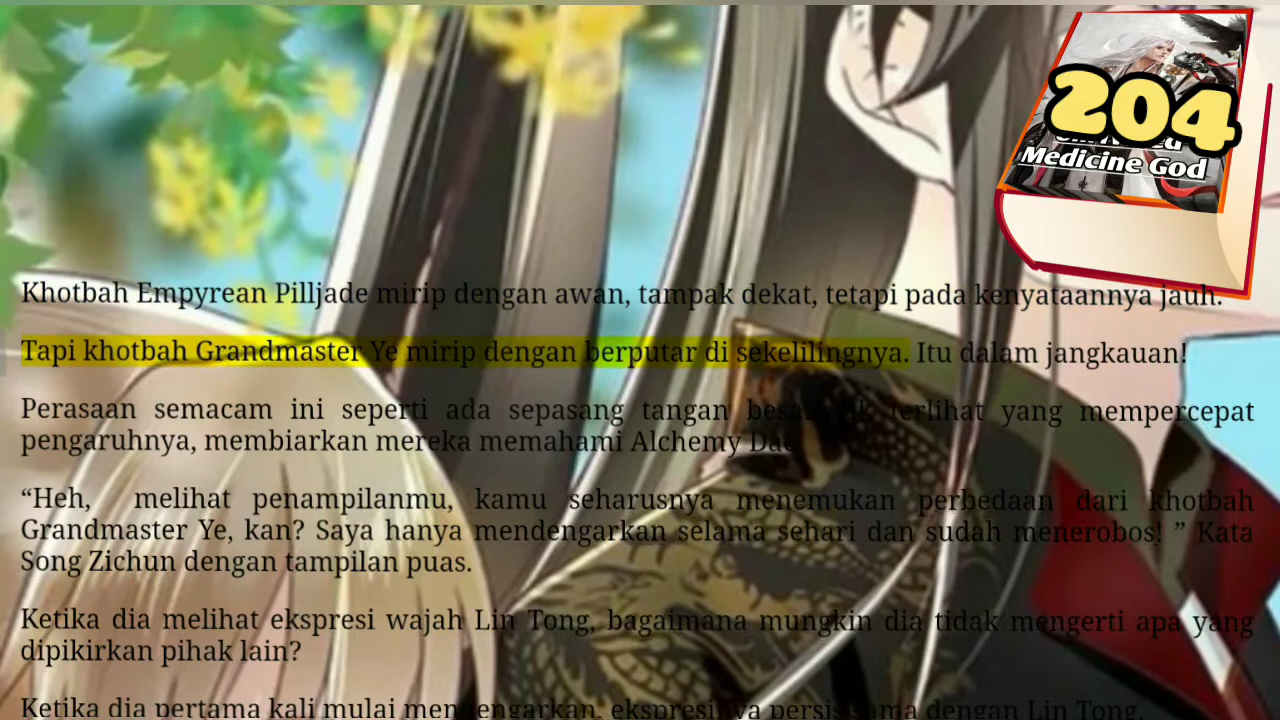 204
Medicine God
Khotbah Empyrean Pilljade mirip dengan awan, tampak dekat, tetapi pada kenyataannya jauh.
Tapi khotbah Grandmaster Ye mirip dengan berputar di sekelilingnya. Itu dalam jangkauan!
Perasaan semacam ini seperti ada sepasang tangan terlihat yang mempercepat
pengaruhnya, membiarkan mereka memahami Alchemy
“Heh, melihat penampilanmu, kamu seharusnya menemukan perbedaan dari khotbah
Grandmaster Ye, kan? Saya hanya mendengarkan selama sehari dan sudah menerobos! ” Kata
Song Zichun dengan tampilan puas.
Ketika dia melihat ekspresi wajah Lin Tong, bagaimana mungkin dia tidak mengerti apa yang
dipikirkan pihak lain?
Ketika dia pertama kali mulai mendengarkan, ekspresinya persis sama dengan Lin Tong.